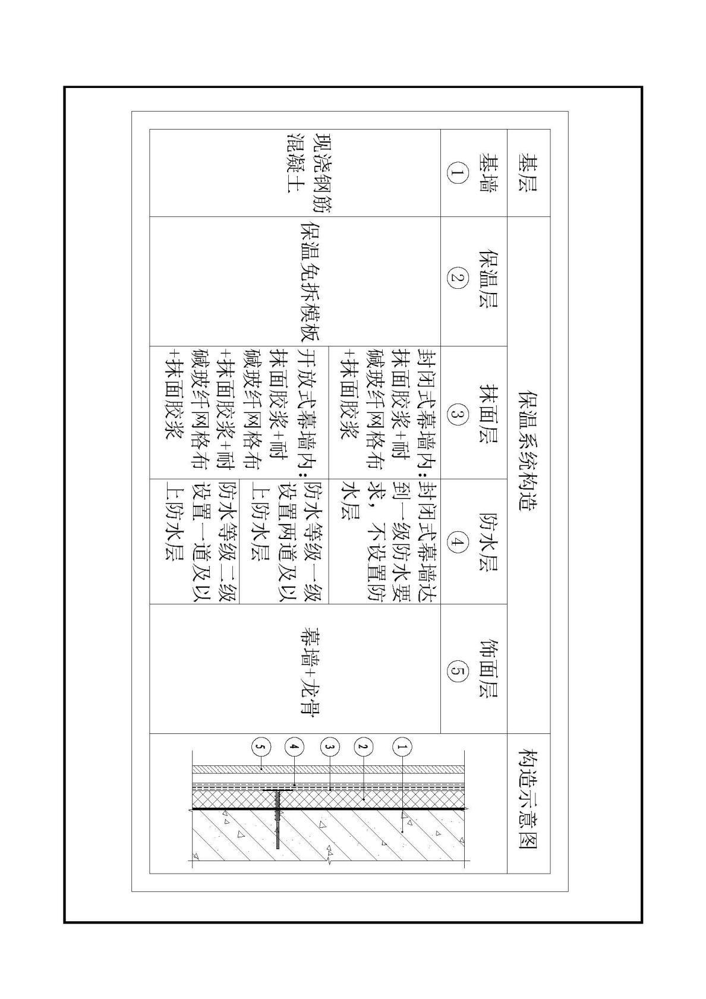 基层
保温系统构造
构造示意图
基墙
①
保温层
②
抹面层
③
防水层
④
饰面层
⑤
现浇钢筋
混凝土
保温免拆模板
封闭式幕墙内:
抹面胶浆+耐
碱玻纤网格布
+抹面胶浆
开放式幕墙内:
抹面胶浆+耐
碱玻纤网格布
+抹面胶浆+耐
碱玻纤网格布
+抹面胶浆
封闭式幕墙达
到一级防水要
求，不设置防
水层
防水等级一级
设置两道及以
上防水层
防水等级二级
设置一道及以
上防水层
幕墙+龙骨
1
2
3
4
5